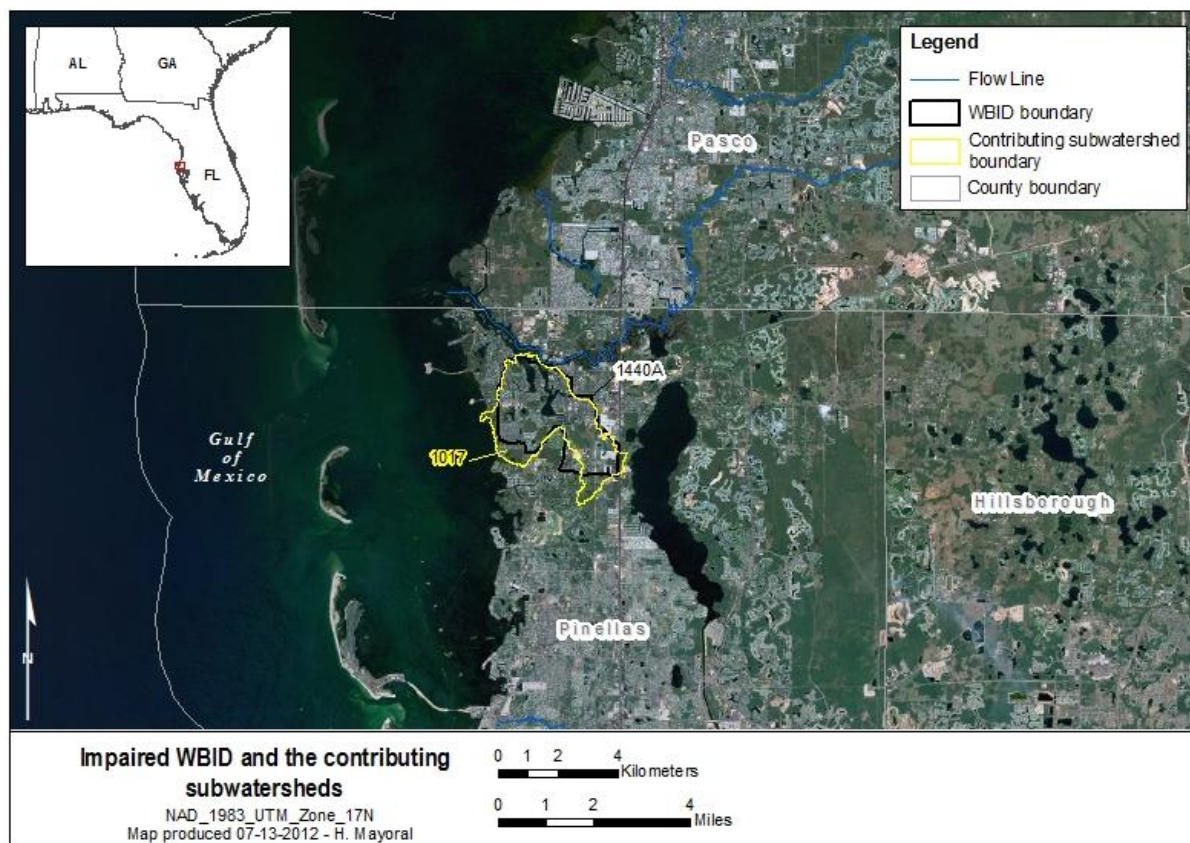 AL
GA
FL
Legend
Flow Line
WBID boundary
Contributing subwatershed
boundary
County boundary
Pasco
1440A
1017
Gulf
of
Mexico
Hillsborough
Pinellas
N
Impaired WBID and the contributing
subwatersheds
NAD_1983_UTM_Zone_17N
Map produced 07-13-2012 - H. Mayoral
0 1 2 4
Kilometers
0 1 2 4
Miles